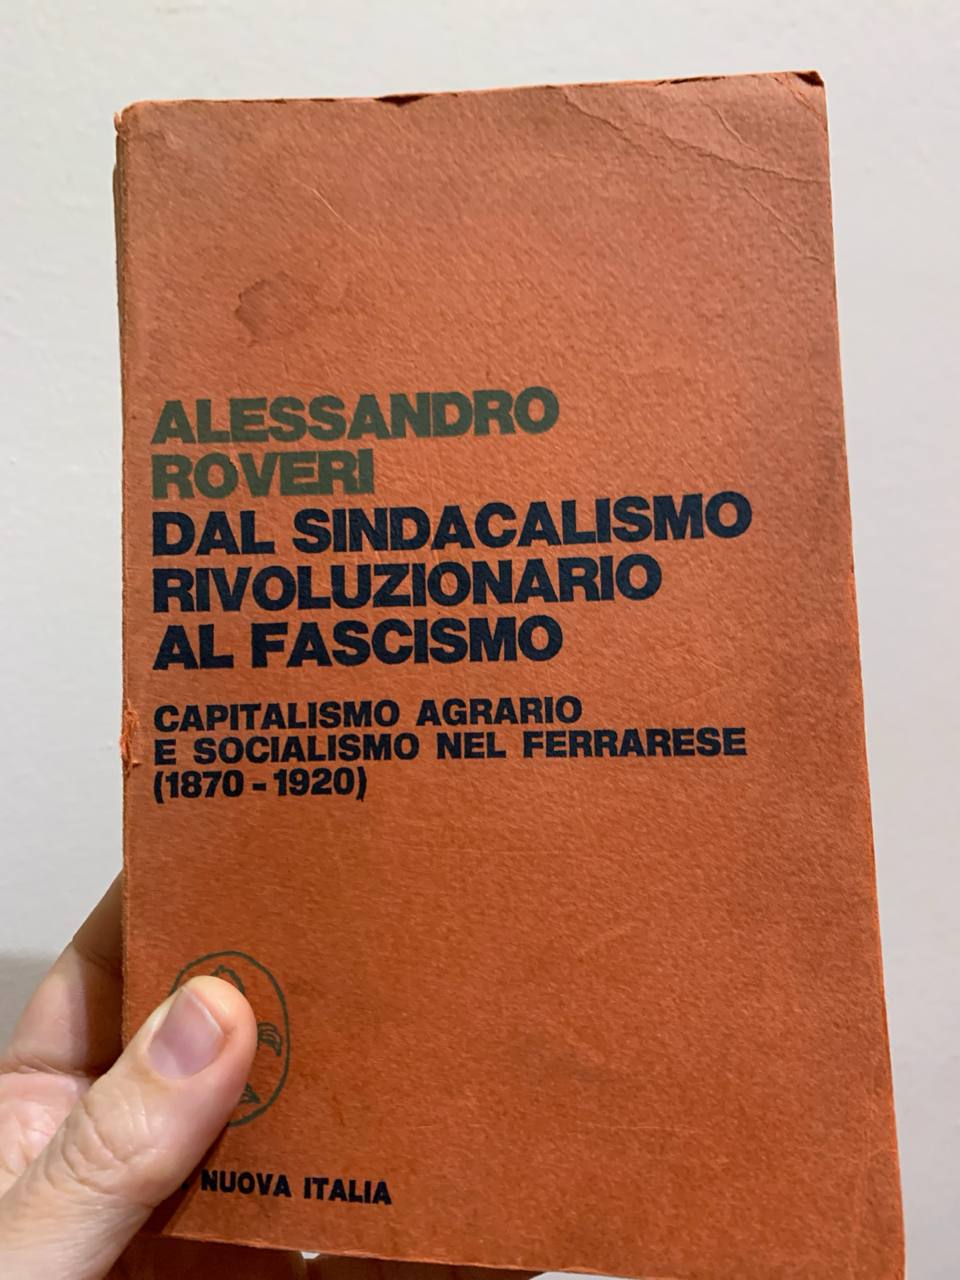 ALESSANDRO
ROVERI
DAL SINDACALISMO
RIVOLUZIONARIO
AL FASCISMO
CAPITALISMO AGRARIO
E SOCIALISMO NEL FERRARESE
(1870-1920)
NUOVA ITALIA